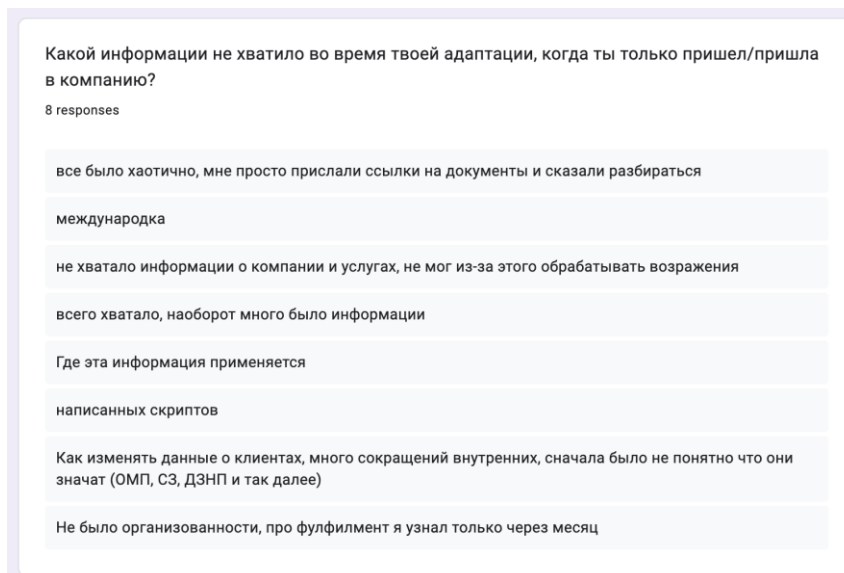 Какой информации не хватило во время твоей адаптации, когда ты только пришел/пришла
в компанию?
8 responses
все было хаотично, мне просто прислали ссылки на документы и сказали разбираться
международка
не хватало информации о компании и услугах, не мог из-за этого обрабатывать возражения
всего хватало, наоборот много было информации
Где эта информация применяется
написанных скриптов
Как изменять данные о клиентах, много сокращений внутренних, сначала было не понятно что они
значат (ОМП, СЗ, ДЗНП и так далее)
Не было организованности, про фулфилмент я узнал только через месяц